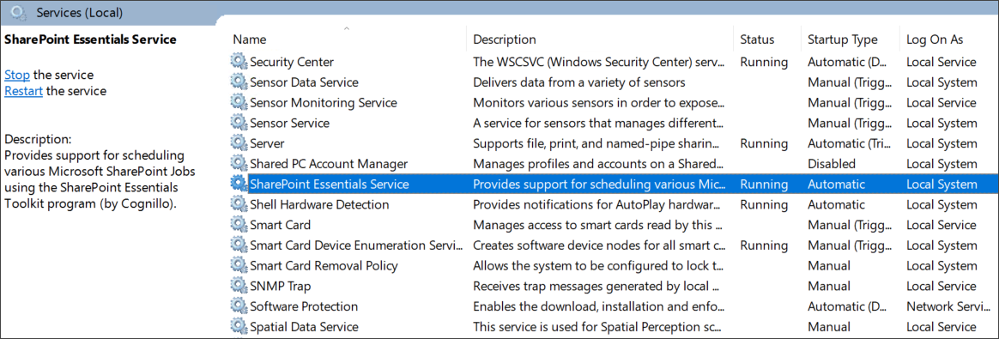 Services (Local)
SharePoint Essentials Service
Stop the service
Restart the service
Description:
Provides support for scheduling
various Microsoft SharePoint Jobs
using the SharePoint Essentials
Toolkit program (by Cognillo).
Name Description Status Startup Type Log On As
Security Center The WSCSVC (Windows Security Center) serv... Running Automatic (D... Local Service
Sensor Data Service Delivers data from a variety of sensors Manual (Trigg... Local System
Sensor Monitoring Service Monitors various sensors in order to expose... Manual (Trigg... Local Service
Sensor Service A service for sensors that manages different... Manual (Trigg... Local System
Server Supports file, print, and named-pipe sharin... Running Automatic (Tri... Local System
Shared PC Account Manager Manages profiles and accounts on a Shared... Disabled Local System
SharePoint Essentials Service Provides support for scheduling various Mic... Running Automatic Local System
Shell Hardware Detection Provides notifications for AutoPlay hardwar... Running Automatic Local System
Smart Card Manages access to smart cards read by this ... Manual (Trigg... Local Service
Smart Card Device Enumeration Servi... Creates software device nodes for all smart c... Running Manual (Trigg... Local System
Smart Card Removal Policy Allows the system to be configured to lock t... Manual Local System
SNMP Trap Receives trap messages generated by local ... Manual Local Service
Software Protection Enables the download, installation and enfo... Automatic (D... Network Servi...
Spatial Data Service This service is used for Spatial Perception sc... Manual Local Service